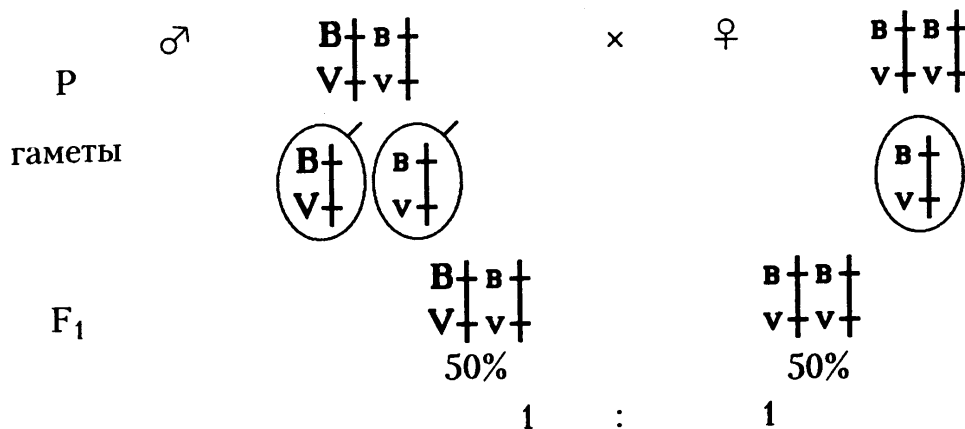 ♂ B в × ♀ в в
P V v v v
гаметы B в в
V v v
B в в в
F₁ V v v v
50% 50%
1 : 1